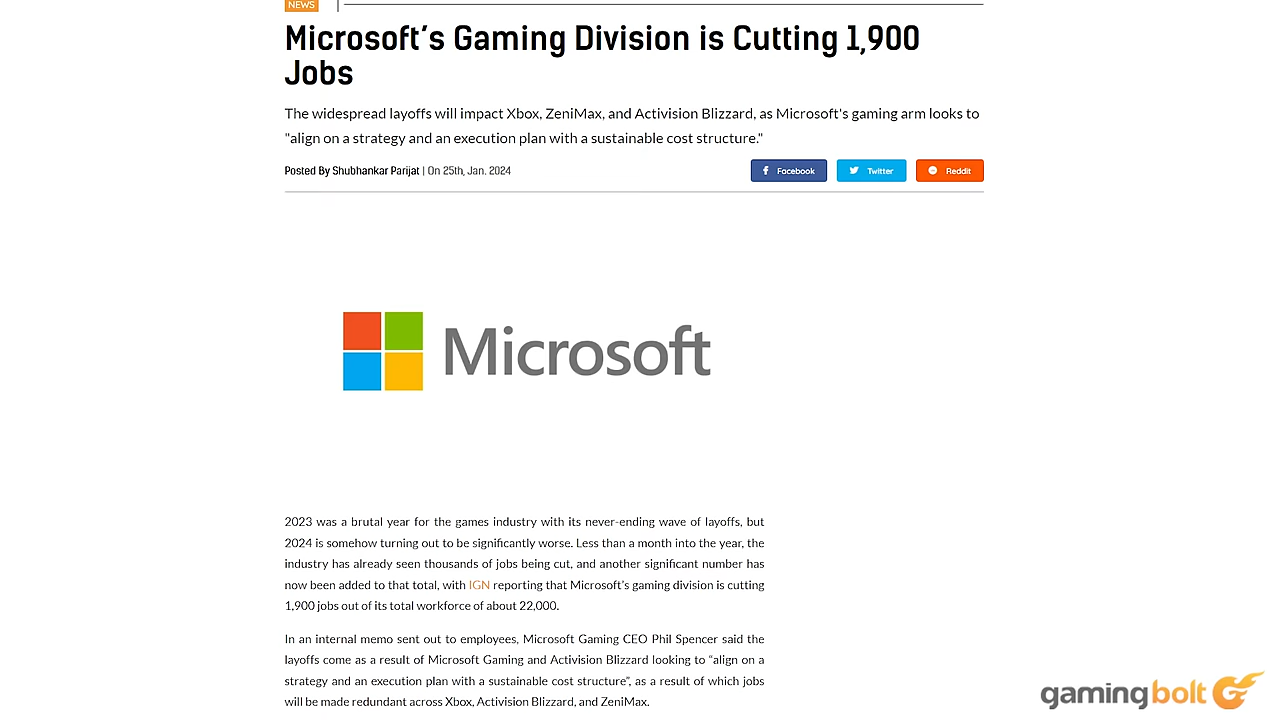 NEWS
Microsoft’s Gaming Division is Cutting 1,900
Jobs
The widespread layoffs will impact Xbox, ZeniMax, and Activision Blizzard, as Microsoft's gaming arm looks to
"align on a strategy and an execution plan with a sustainable cost structure."
Posted By Shubhankar Parijat | On 25th, Jan. 2024
Facebook
Twitter
Reddit
Microsoft
2023 was a brutal year for the games industry with its never-ending wave of layoffs, but
2024 is somehow turning out to be significantly worse. Less than a month into the year, the
industry has already seen thousands of jobs being cut, and another significant number has
now been added to that total, with IGN reporting that Microsoft’s gaming division is cutting
1,900 jobs out of its total workforce of about 22,000.
In an internal memo sent out to employees, Microsoft Gaming CEO Phil Spencer said the
layoffs come as a result of Microsoft Gaming and Activision Blizzard looking to “align on a
strategy and an execution plan with a sustainable cost structure”, as a result of which jobs
will be made redundant across Xbox, Activision Blizzard, and ZeniMax.
gamingbolt